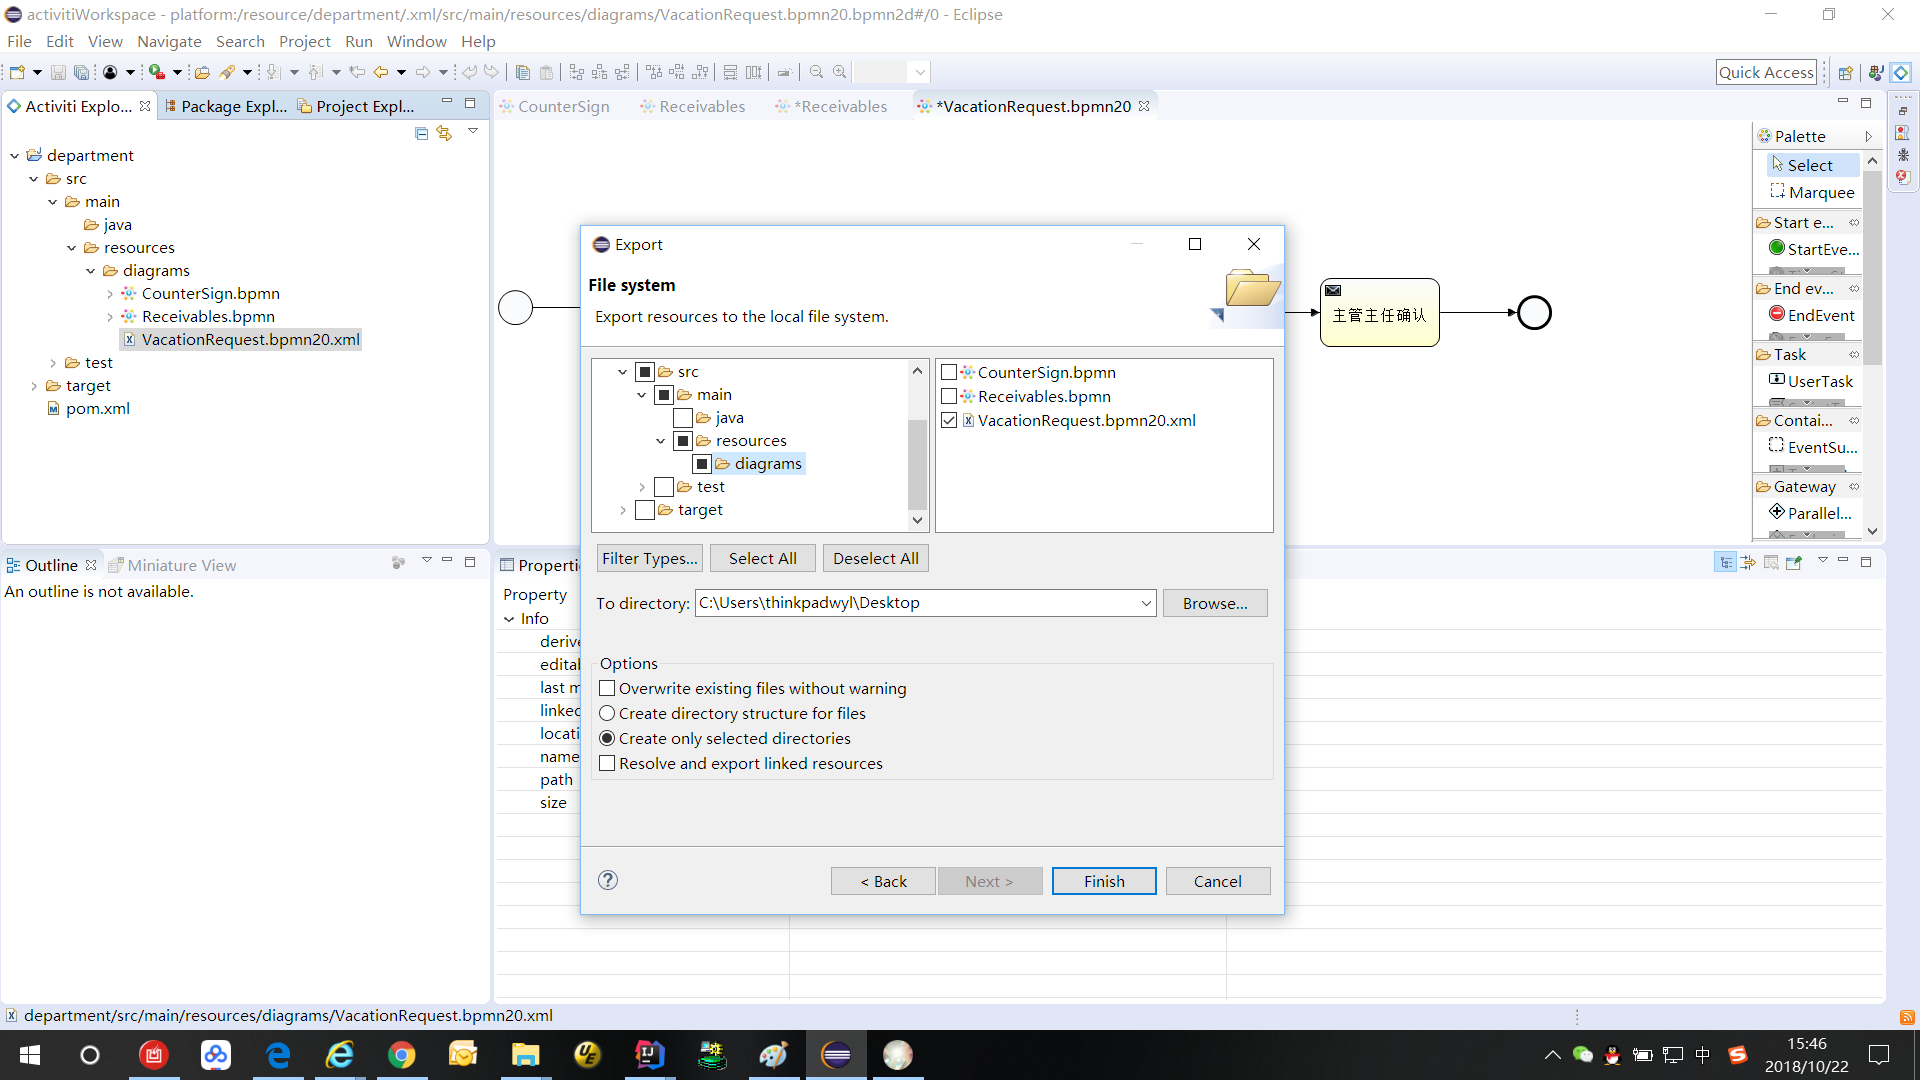 activitiWorkspace - platform:/resource/department/.xml/src/main/resources/diagrams/VacationRequest.bpmn20.bpmn2d#/0 - Eclipse
File Edit View Navigate Search Project Run Window Help
Quick Access
Activiti Explo...
Package Expl...
Project Expl...
CounterSign
Receivables
*Receivables
*VacationRequest.bpmn20
department
src
main
java
resources
diagrams
CounterSign.bpmn
Receivables.bpmn
VacationRequest.bpmn20.xml
test
target
pom.xml
主管主任确认
Palette
Select
Marquee
Start e...
StartEve...
End ev...
EndEvent
Task
UserTask
Contai...
EventSu...
Gateway
Parallel...
Export
File system
Export resources to the local file system.
src
main
java
resources
diagrams
test
target
CounterSign.bpmn
Receivables.bpmn
VacationRequest.bpmn20.xml
Filter Types...
Select All
Deselect All
To directory:
C:\Users\thinkpadwyl\Desktop
Browse...
Options
Overwrite existing files without warning
Create directory structure for files
Create only selected directories
Resolve and export linked resources
< Back
Next >
Finish
Cancel
Outline
Miniature View
An outline is not available.
Properti
Property
Info
derive
editab
last m
linked
locati
name
path
size
department/src/main/resources/diagrams/VacationRequest.bpmn20.xml
中
15:46
2018/10/22